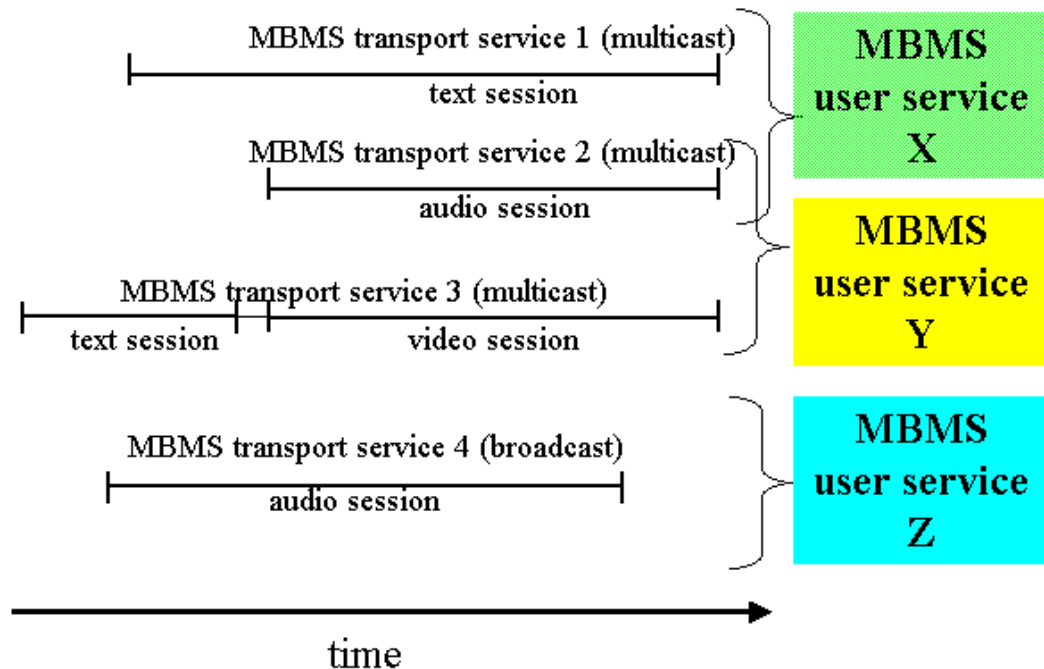 MBMS transport service 1 (multicast)
text session
MBMS transport service 2 (multicast)
audio session
MBMS transport service 3 (multicast)
text session
video session
MBMS transport service 4 (broadcast)
audio session
time
MBMS
user service
X
MBMS
user service
Y
MBMS
user service
Z